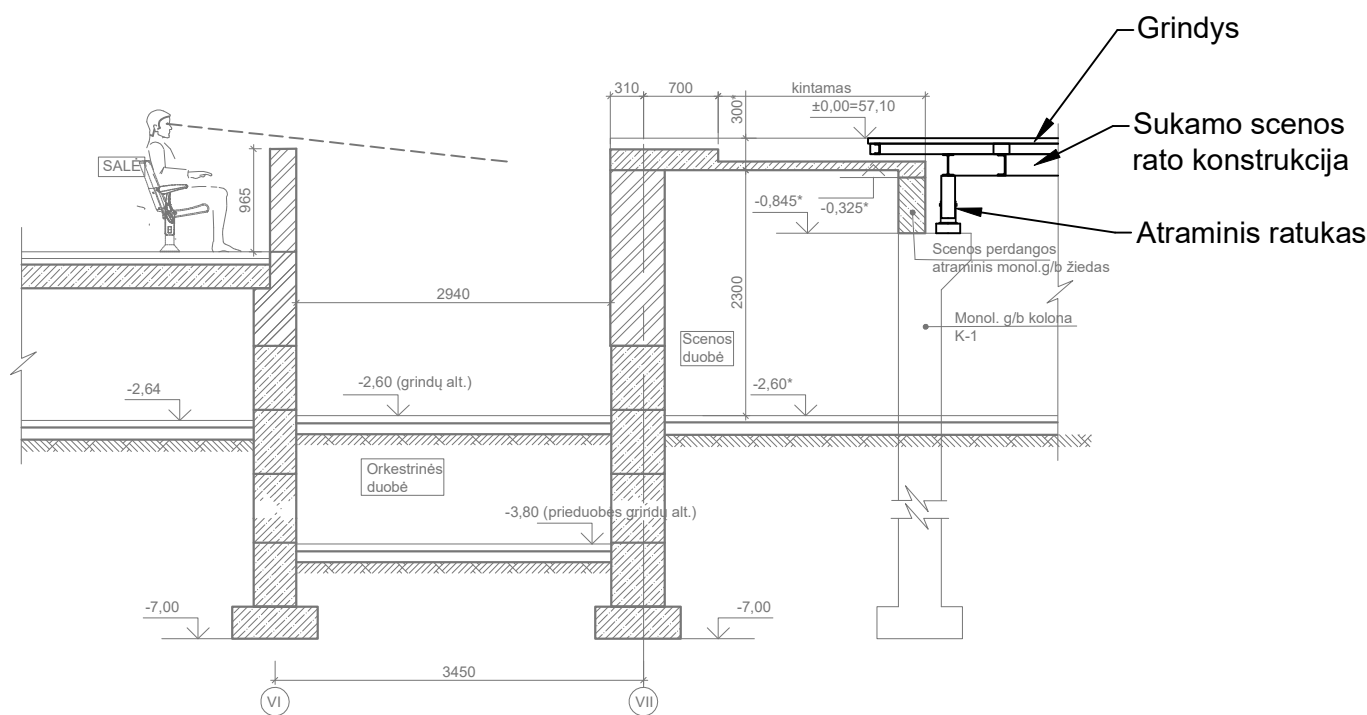 Grindys
310
700
kintamas
300*
±0,00=57,10
Sukamo scenos
rato konstrukcija
SALĖ
965
-0,845*
-0,325*
Atraminis ratukas
Scenos perdangos
atraminis monol.g/b žiedas
2940
2300
Monol. g/b kolona
K-1
Scenos
duobė
-2,64
-2,60 (grindų alt.)
-2,60*
Orkestrinės
duobė
-3,80 (prieduobės grindų alt.)
-7,00
-7,00
3450
VI
VII